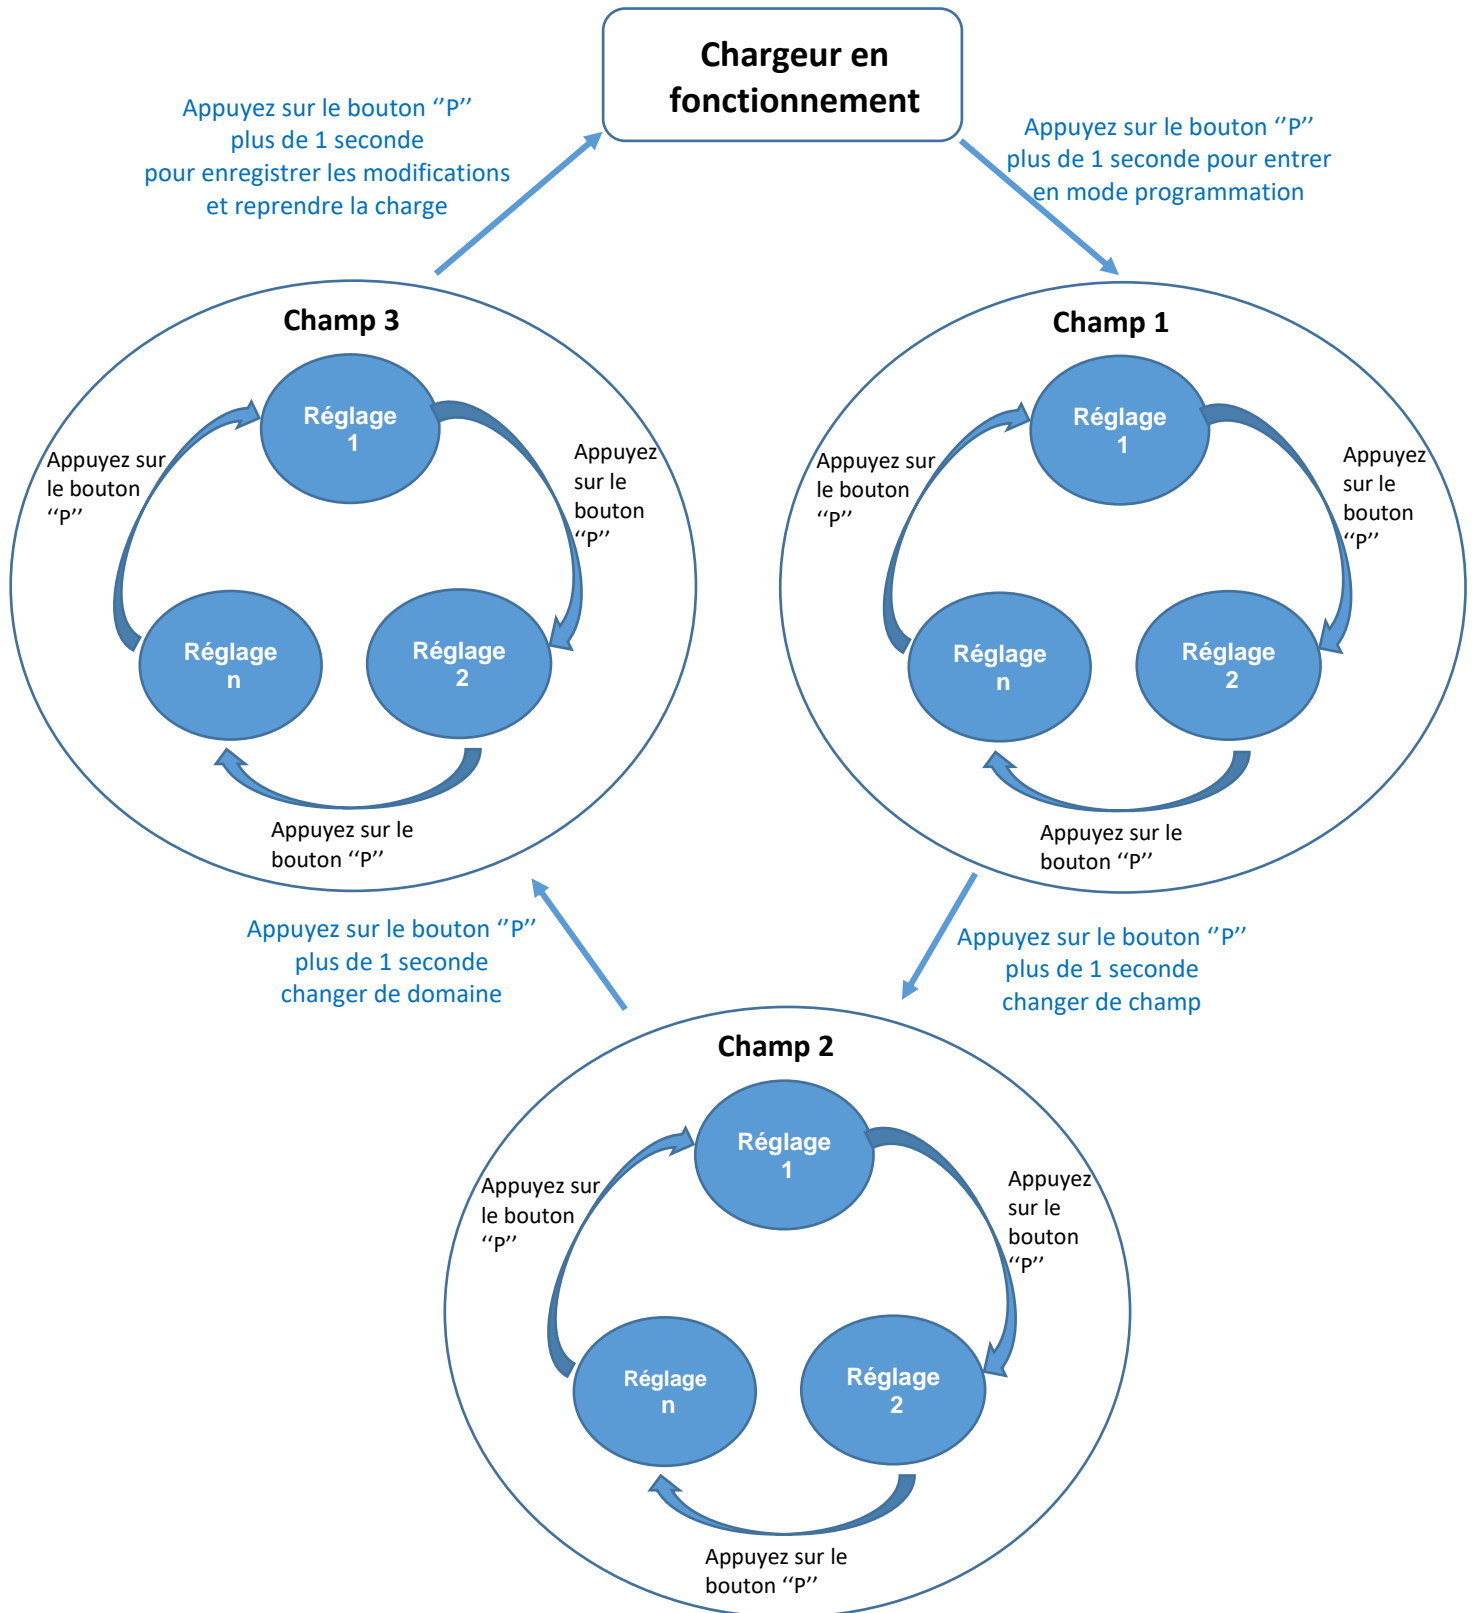 Chargeur en
fonctionnement
Appuyez sur le bouton ‘’P’’
plus de 1 seconde
pour enregistrer les modifications
et reprendre la charge
Appuyez sur le bouton ‘’P’’
plus de 1 seconde pour entrer
en mode programmation
Champ 3
Réglage
1
Appuyez sur
le bouton
‘‘P’’
Appuyez
sur le
bouton
‘‘P’’
Réglage
n
Réglage
2
Appuyez sur le
bouton ‘‘P’’
Champ 1
Réglage
1
Appuyez sur
le bouton
‘‘P’’
Appuyez
sur le
bouton
‘‘P’’
Réglage
n
Réglage
2
Appuyez sur le
bouton ‘‘P’’
Appuyez sur le bouton ‘’P’’
plus de 1 seconde
changer de domaine
Appuyez sur le bouton ‘’P’’
plus de 1 seconde
changer de champ
Champ 2
Réglage
1
Appuyez sur
le bouton
‘‘P’’
Appuyez
sur le
bouton
‘‘P’’
Réglage
n
Réglage
2
Appuyez sur le
bouton ‘‘P’’